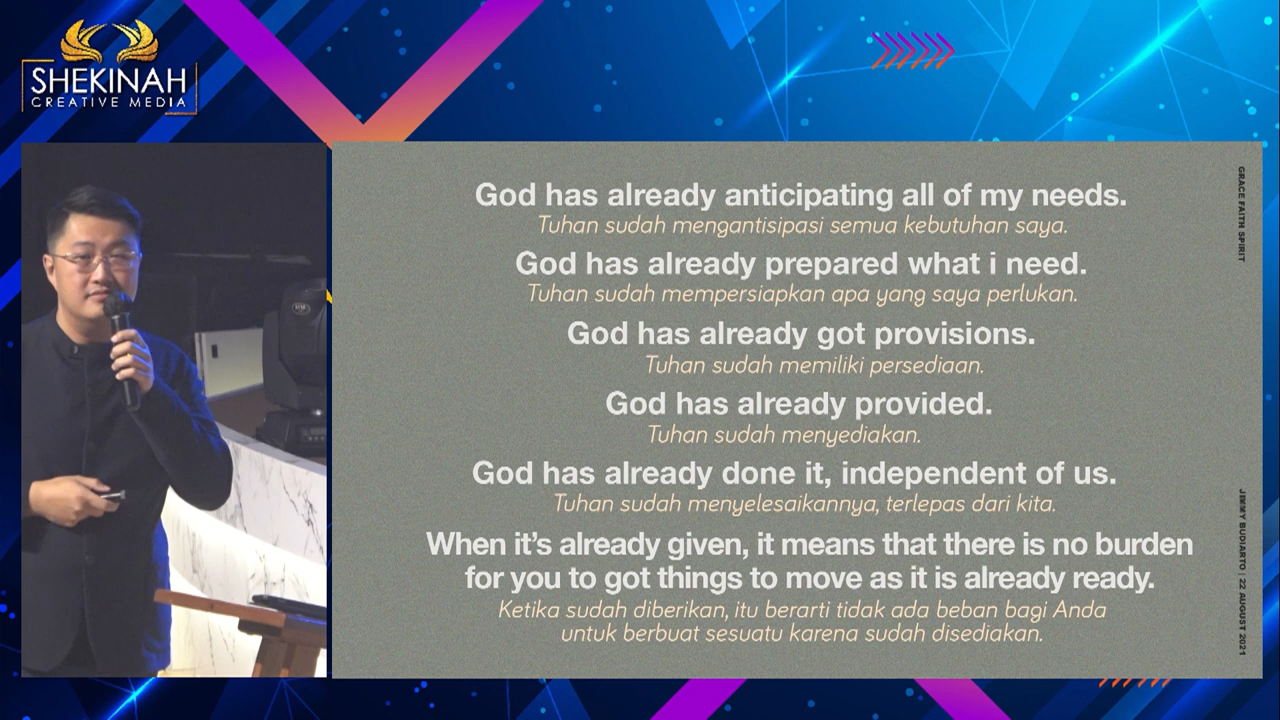 SHEKINAH
CREATIVE MEDIA
God has already anticipating all of my needs.
Tuhan sudah mengantisipasi semua kebutuhan saya.
God has already prepared what i need.
Tuhan sudah mempersiapkan apa yang saya perlukan.
God has already got provisions.
Tuhan sudah memiliki persediaan.
God has already provided.
Tuhan sudah menyediakan.
God has already done it, independent of us.
Tuhan sudah menyelesaikannya, terlepas dari kita.
When it’s already given, it means that there is no burden
for you to got things to move as it is already ready.
Ketika sudah diberikan, itu berarti tidak ada beban bagi Anda
untuk berbuat sesuatu karena sudah disediakan.
GRACE FAITH SPIRIT
JIMMY BUDIARTO | 22 AUGUST 2021